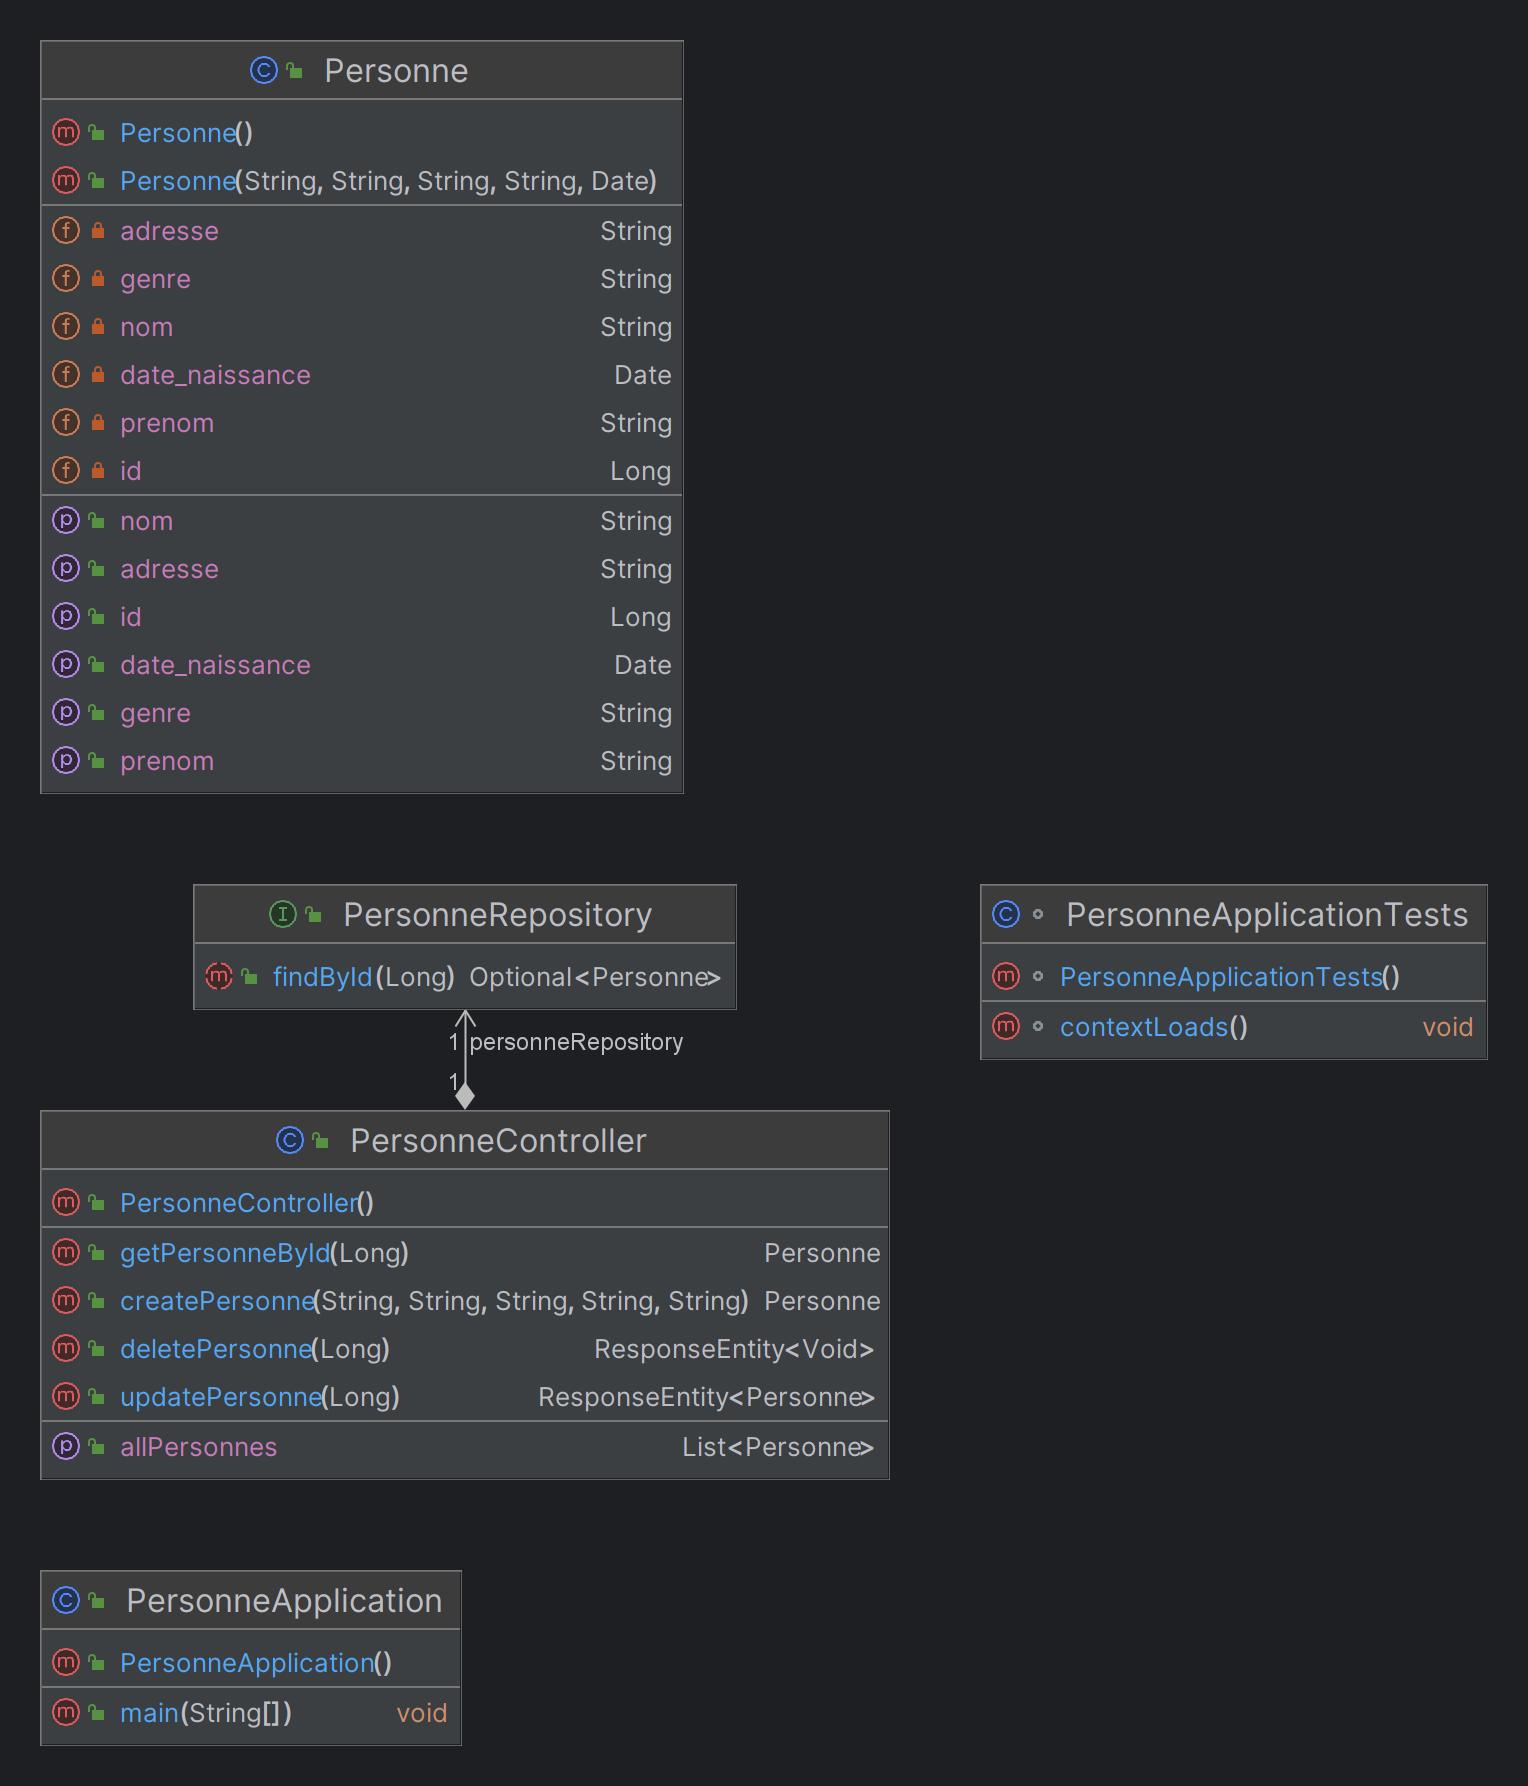 Personne
Personne()
Personne(String, String, String, String, Date)
adresse String
genre String
nom String
date_naissance Date
prenom String
id Long
nom String
adresse String
id Long
date_naissance Date
genre String
prenom String
PersonneRepository
findById(Long) Optional<Personne>
1 personneRepository
1
PersonneApplicationTests
PersonneApplicationTests()
contextLoads() void
PersonneController
PersonneController()
getPersonneById(Long) Personne
createPersonne(String, String, String, String, String) Personne
deletePersonne(Long) ResponseEntity<Void>
updatePersonne(Long) ResponseEntity<Personne>
allPersonnes List<Personne>
PersonneApplication
PersonneApplication()
main(String[]) void